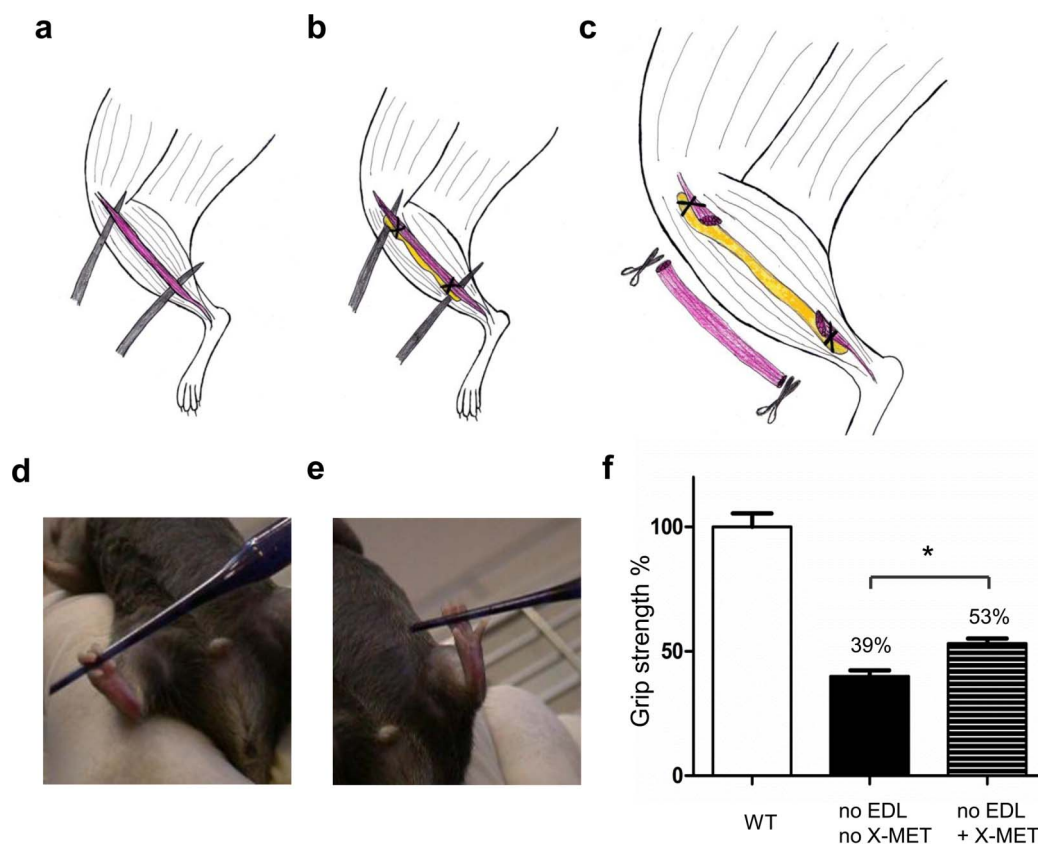 a
b
c
d
e
f
Grip strength %
100
50
0
*
39%
53%
WT
no EDL
no X-MET
no EDL
+ X-MET